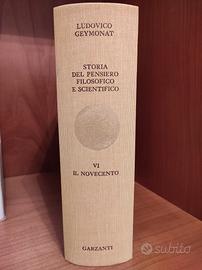 LUDOVICO
GEYMONAT
STORIA
DEL PENSIERO
FILOSOFICO
E SCIENTIFICO
VI
IL NOVECENTO
GARZANTI
subito